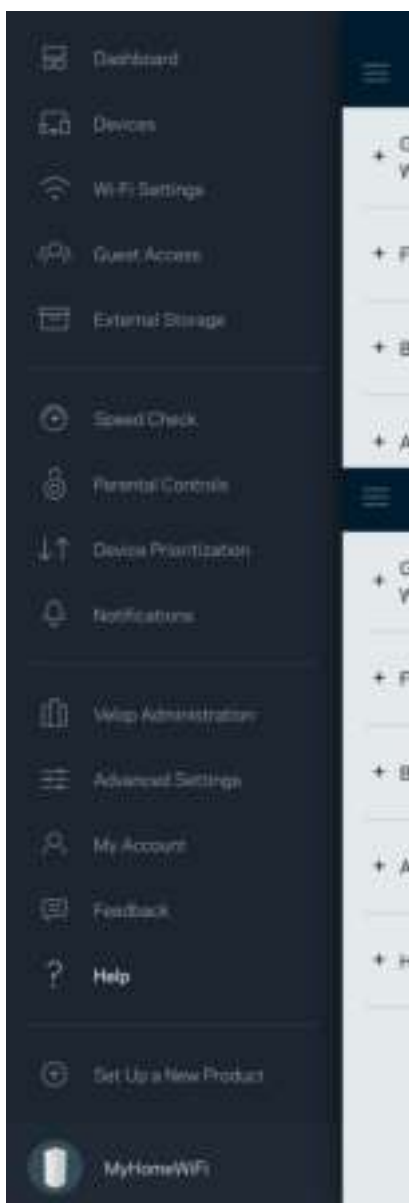 Dashboard
Devices
Wi-Fi Settings
Guest Access
External Storage
Speed Check
Parental Controls
Device Prioritization
Notifications
Velop Administration
Advanced Settings
My Account
Feedback
? Help
Set Up a New Product
MyHomeWiFi
+ G
W
+ F
+ B
+ A
+ G
W
+ F
+ B
+ A
+ H